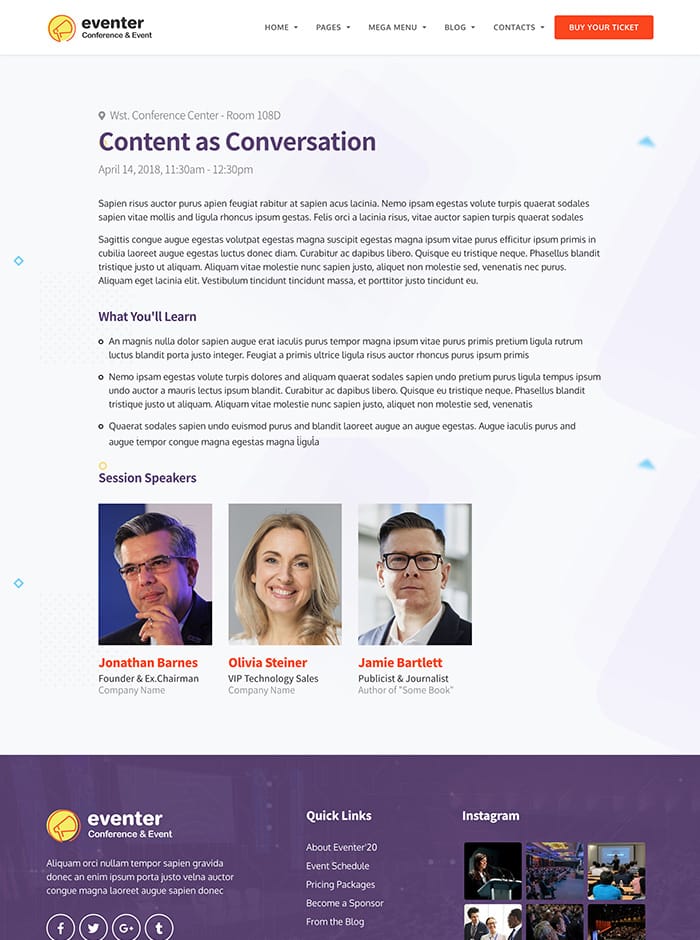 eventer
Conference & Event
HOME PAGES MEGA MENU BLOG CONTACTS BUY YOUR TICKET
Wst. Conference Center - Room 108D
Content as Conversation
April 14, 2018, 11:30am - 12:30pm
Sapien risus auctor purus apien feugiat rabitur at sapien acus lacinia. Nemo ipsam egestas volute turpis quaerat sodales
sapien vitae mollis and ligula rhoncus ipsum gestas. Felis orci a lacinia risus, vitae auctor sapien turpis quaerat sodales
Sagittis congue augue egestas volutpat egestas magna suscipit egestas magna ipsum vitae purus efficitur ipsum primis in
cubilia laoreet augue egestas luctus donec diam. Curabitur ac dapibus libero. Quisque eu tristique neque. Phasellus blandit
tristique justo ut aliquam. Aliquam vitae molestie nunc sapien justo, aliquet non molestie sed, venenatis nec purus.
Aliquam eget lacinia elit. Vestibulum tincidunt tincidunt massa, et porttitor justo tincidunt eu.
What You'll Learn
An magnis nulla dolor sapien augue erat iaculis purus tempor magna ipsum vitae purus primis pretium ligula rutrum
luctus blandit porta justo integer. Feugiat a primis ultrice ligula risus auctor rhoncus purus ipsum primis
Nemo ipsam egestas volute turpis dolores and aliquam quaerat sodales sapien undo pretium purus ligula tempus ipsum
undo auctor a mauris lectus ipsum blandit. Curabitur ac dapibus libero. Quisque eu tristique neque. Phasellus blandit
tristique justo ut aliquam. Aliquam vitae molestie nunc sapien justo, aliquet non molestie sed, venenatis
Quaerat sodales sapien undo euismod purus and blandit laoreet augue an augue egestas. Augue iaculis purus and
augue tempor congue magna egestas magna ligula
Session Speakers
Jonathan Barnes
Founder & Ex.Chairman
Company Name
Olivia Steiner
VIP Technology Sales
Company Name
Jamie Bartlett
Publicist & Journalist
Author of "Some Book"
eventer
Conference & Event
Aliquam orci nullam tempor sapien gravida
donec an enim ipsum porta justo velna auctor
congue magna laoreet augue sapien donec
Quick Links
About Eventer'20
Event Schedule
Pricing Packages
Become a Sponsor
From the Blog
Instagram